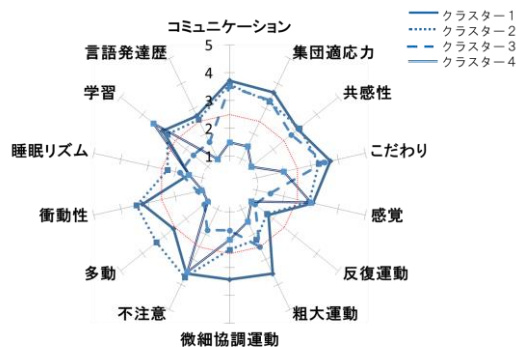 コミュニケーション
集団適応力
共感性
こだわり
感覚
反復運動
粗大運動
微細協調運動
不注意
多動
衝動性
睡眠リズム
学習
言語発達歴
5
4
3
2
1
クラスター1
クラスター2
クラスター3
クラスター4